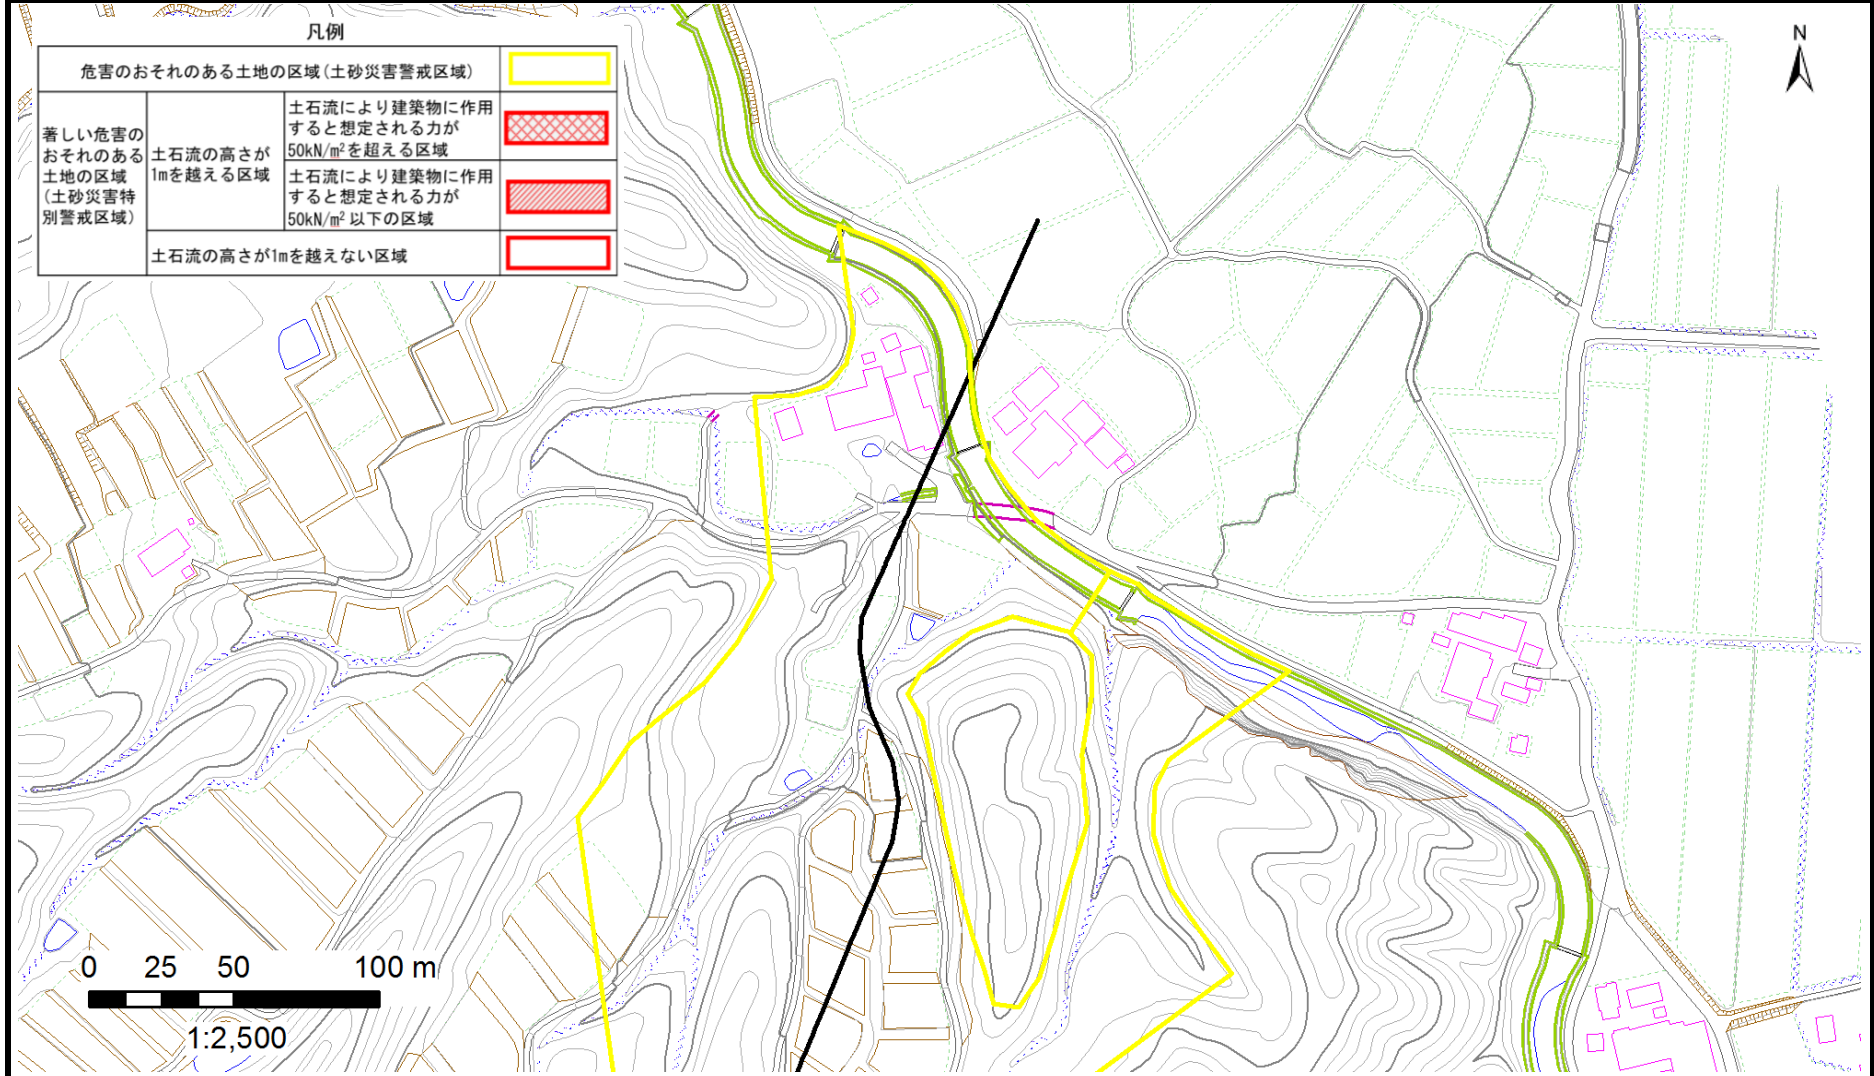 凡例
危害のおそれのある土地の区域(土砂災害警戒区域)
著しい危害の
おそれのある
土地の区域
(土砂災害特
別警戒区域)
土石流の高さが
1mを越える区域
土石流により建築物に作用
すると想定される力が
50kN/m²を超える区域
土石流により建築物に作用
すると想定される力が
50kN/m² 以下の区域
土石流の高さが1mを越えない区域
N
0 25 50 100 m
1:2,500